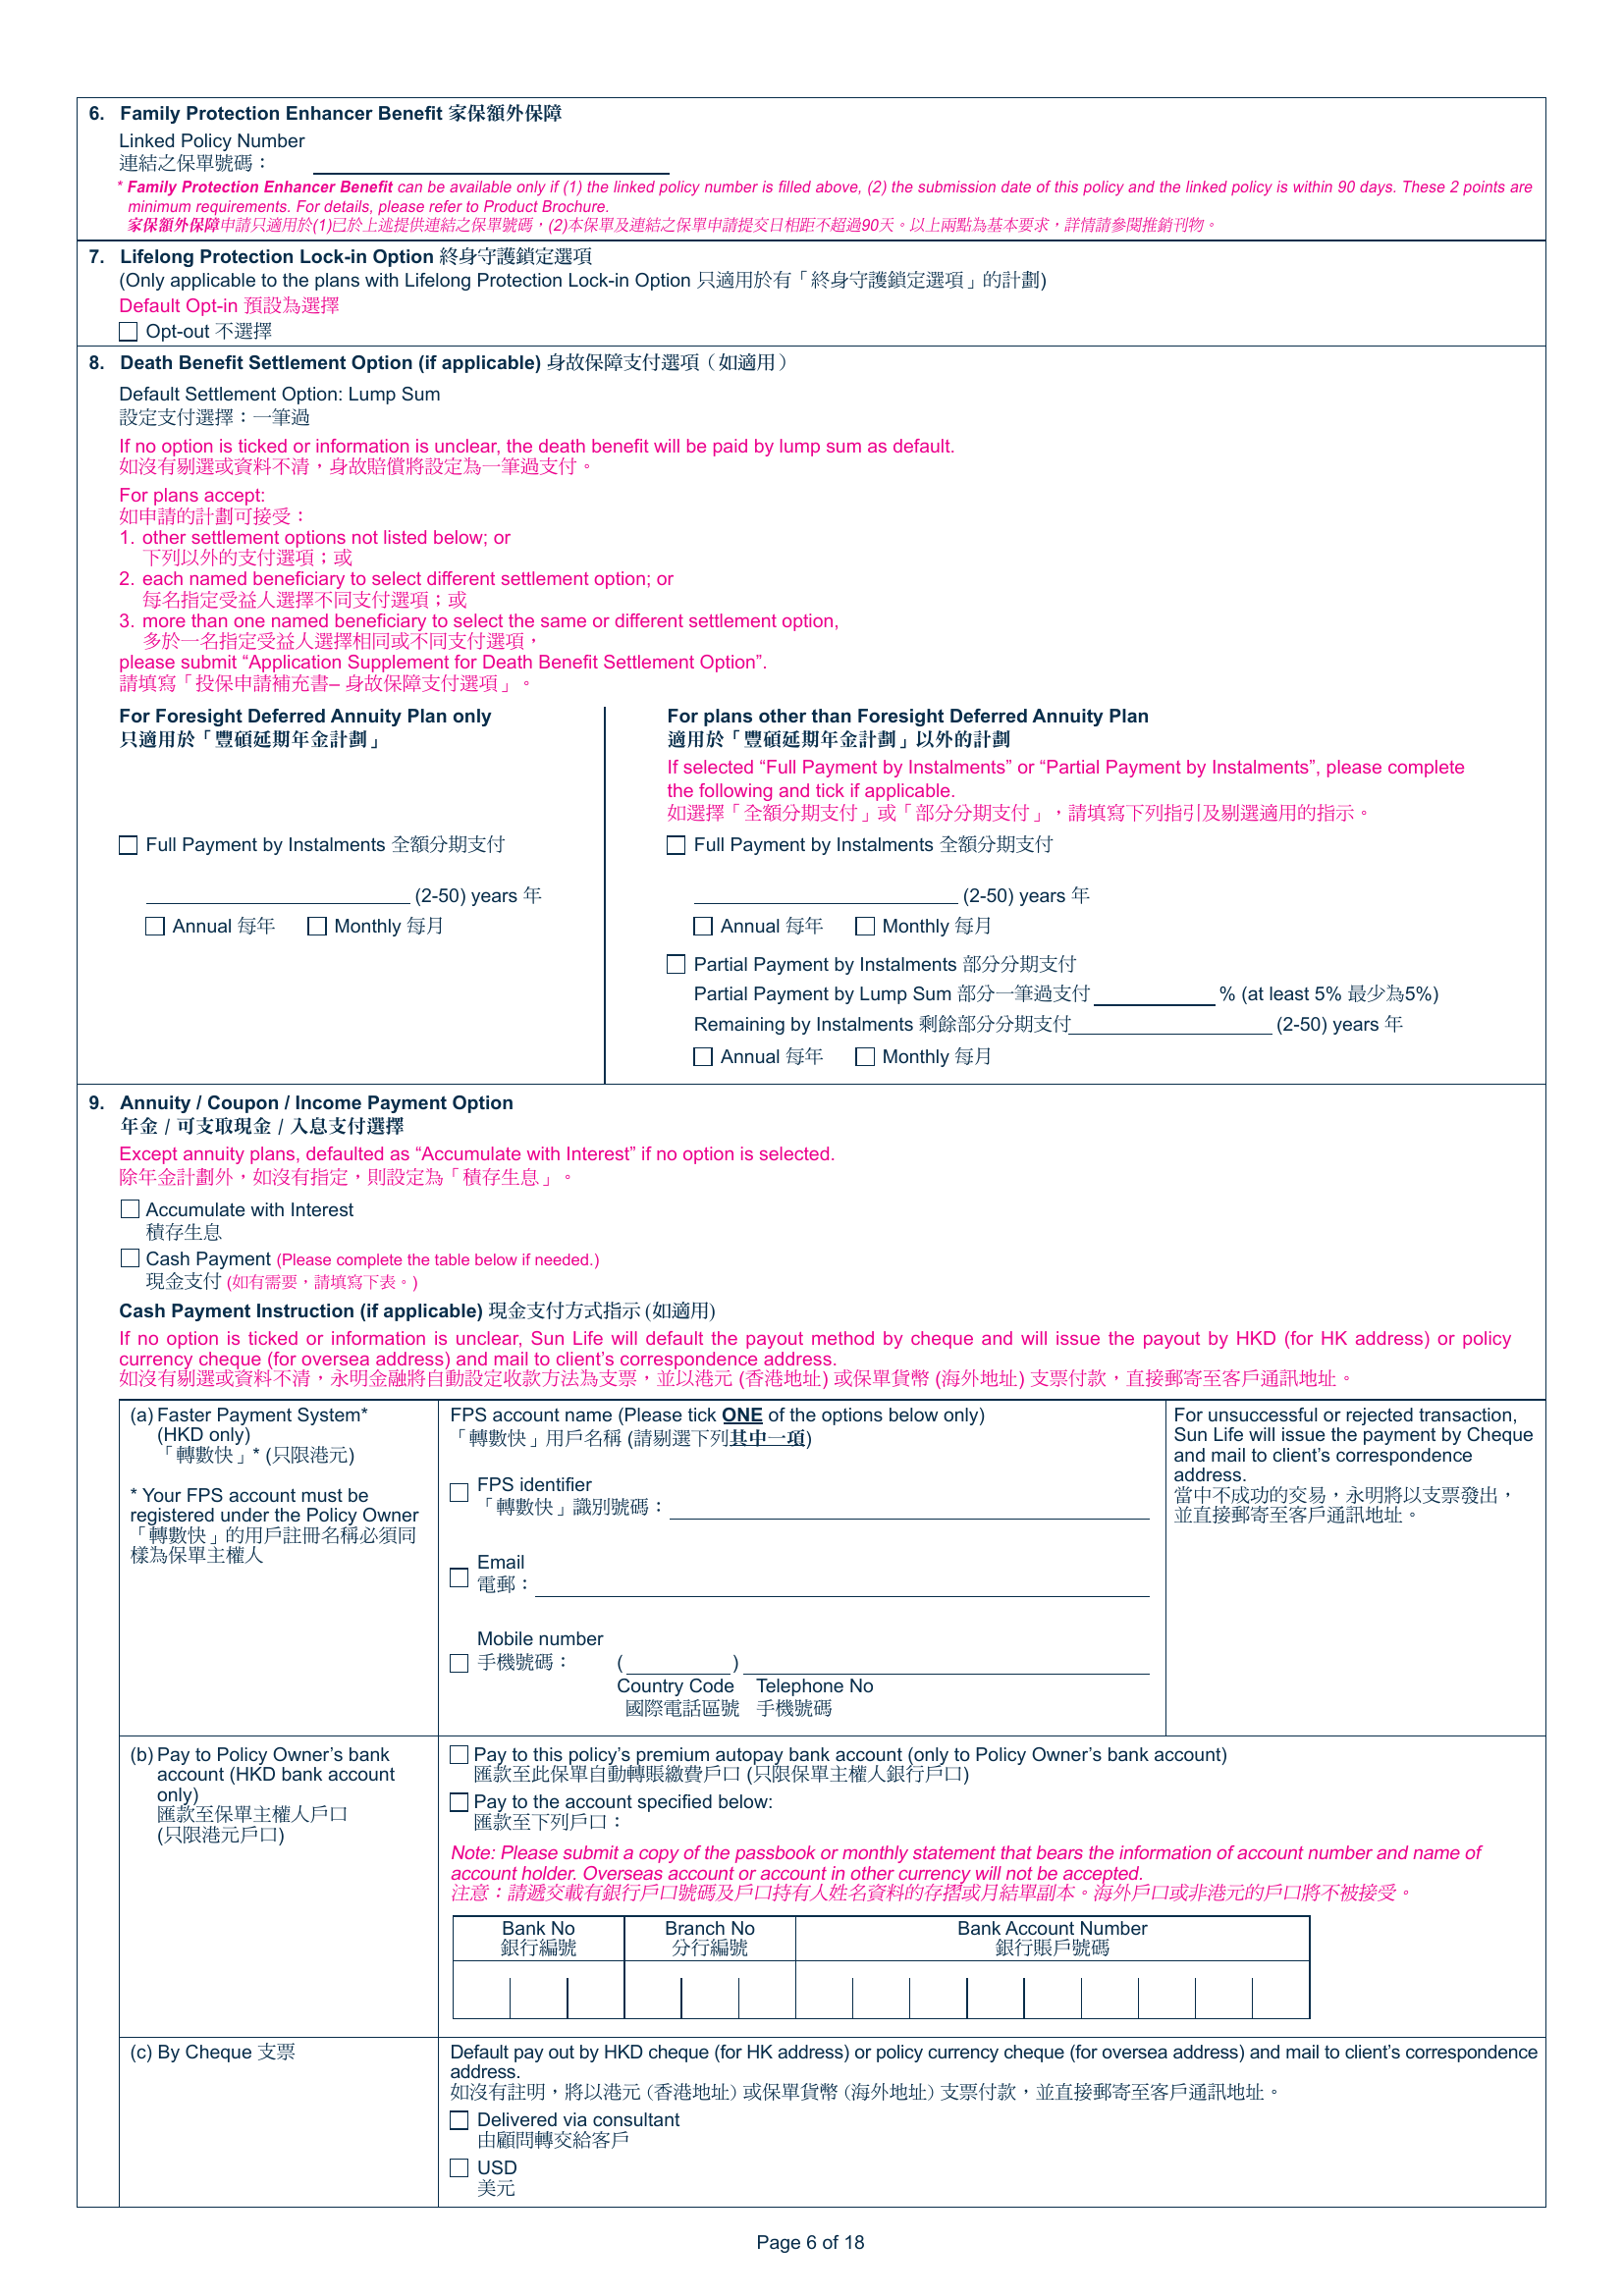 6. Family Protection Enhancer Benefit 家保額外保障
Linked Policy Number
連結之保單號碼：
* Family Protection Enhancer Benefit can be available only if (1) the linked policy number is filled above, (2) the submission date of this policy and the linked policy is within 90 days. These 2 points are
minimum requirements. For details, please refer to Product Brochure.
家保額外保障申請只適用於(1)已於上述提供連結之保單號碼，(2)本保單及連結之保單申請提交日相距不超過90天。以上兩點為基本要求，詳情請參閱推銷刊物。
7. Lifelong Protection Lock-in Option 終身守護鎖定選項
(Only applicable to the plans with Lifelong Protection Lock-in Option 只適用於有「終身守護鎖定選項」的計劃)
Default Opt-in 預設為選擇
Opt-out 不選擇
8. Death Benefit Settlement Option (if applicable) 身故保障支付選項（如適用）
Default Settlement Option: Lump Sum
設定支付選擇：一筆過
If no option is ticked or information is unclear, the death benefit will be paid by lump sum as default.
如沒有剔選或資料不清，身故賠償將設定為一筆過支付。
For plans accept:
如申請的計劃可接受：
1. other settlement options not listed below; or
下列以外的支付選項；或
2. each named beneficiary to select different settlement option; or
每名指定受益人選擇不同支付選項；或
3. more than one named beneficiary to select the same or different settlement option,
多於一名指定受益人選擇相同或不同支付選項，
please submit “Application Supplement for Death Benefit Settlement Option”.
請填寫「投保申請補充書– 身故保障支付選項」。
For Foresight Deferred Annuity Plan only
只適用於「豐碩延期年金計劃」
Full Payment by Instalments 全額分期支付
(2-50) years 年
Annual 每年 Monthly 每月
For plans other than Foresight Deferred Annuity Plan
適用於「豐碩延期年金計劃」以外的計劃
If selected “Full Payment by Instalments” or “Partial Payment by Instalments”, please complete
the following and tick if applicable.
如選擇「全額分期支付」或「部分分期支付」，請填寫下列指引及剔選適用的指示。
Full Payment by Instalments 全額分期支付
(2-50) years 年
Annual 每年 Monthly 每月
Partial Payment by Instalments 部分分期支付
Partial Payment by Lump Sum 部分一筆過支付 % (at least 5% 最少為5%)
Remaining by Instalments 剩餘部分分期支付 (2-50) years 年
Annual 每年 Monthly 每月
9. Annuity / Coupon / Income Payment Option
年金 / 可支取現金 / 入息支付選擇
Except annuity plans, defaulted as “Accumulate with Interest” if no option is selected.
除年金計劃外，如沒有指定，則設定為「積存生息」。
Accumulate with Interest
積存生息
Cash Payment (Please complete the table below if needed.)
現金支付 (如有需要，請填寫下表。)
Cash Payment Instruction (if applicable) 現金支付方式指示 (如適用)
If no option is ticked or information is unclear, Sun Life will default the payout method by cheque and will issue the payout by HKD (for HK address) or policy
currency cheque (for oversea address) and mail to client’s correspondence address.
如沒有剔選或資料不清，永明金融將自動設定收款方法為支票，並以港元 (香港地址) 或保單貨幣 (海外地址) 支票付款，直接郵寄至客戶通訊地址。
(a) Faster Payment System*
(HKD only)
「轉數快」* (只限港元)
* Your FPS account must be
registered under the Policy Owner
「轉數快」的用戶註冊名稱必須同
樣為保單主權人
FPS account name (Please tick ONE of the options below only)
「轉數快」用戶名稱 (請剔選下列其中一項)
FPS identifier
「轉數快」識別號碼：
Email
電郵：
Mobile number
手機號碼： ( )
Country Code Telephone No
國際電話區號 手機號碼
For unsuccessful or rejected transaction,
Sun Life will issue the payment by Cheque
and mail to client’s correspondence
address.
當中不成功的交易，永明將以支票發出，
並直接郵寄至客戶通訊地址。
(b) Pay to Policy Owner’s bank
account (HKD bank account
only)
匯款至保單主權人戶口
(只限港元戶口)
Pay to this policy’s premium autopay bank account (only to Policy Owner’s bank account)
匯款至此保單自動轉賬繳費戶口 (只限保單主權人銀行戶口)
Pay to the account specified below:
匯款至下列戶口：
Note: Please submit a copy of the passbook or monthly statement that bears the information of account number and name of
account holder. Overseas account or account in other currency will not be accepted.
注意：請遞交載有銀行戶口號碼及戶口持有人姓名資料的存摺或月結單副本。海外戶口或非港元的戶口將不被接受。
Bank No Branch No Bank Account Number
銀行編號 分行編號 銀行賬戶號碼
(c) By Cheque 支票
Default pay out by HKD cheque (for HK address) or policy currency cheque (for oversea address) and mail to client’s correspondence
address.
如沒有註明，將以港元 (香港地址) 或保單貨幣 (海外地址) 支票付款，並直接郵寄至客戶通訊地址。
Delivered via consultant
由顧問轉交給客戶
USD
美元
Page 6 of 18